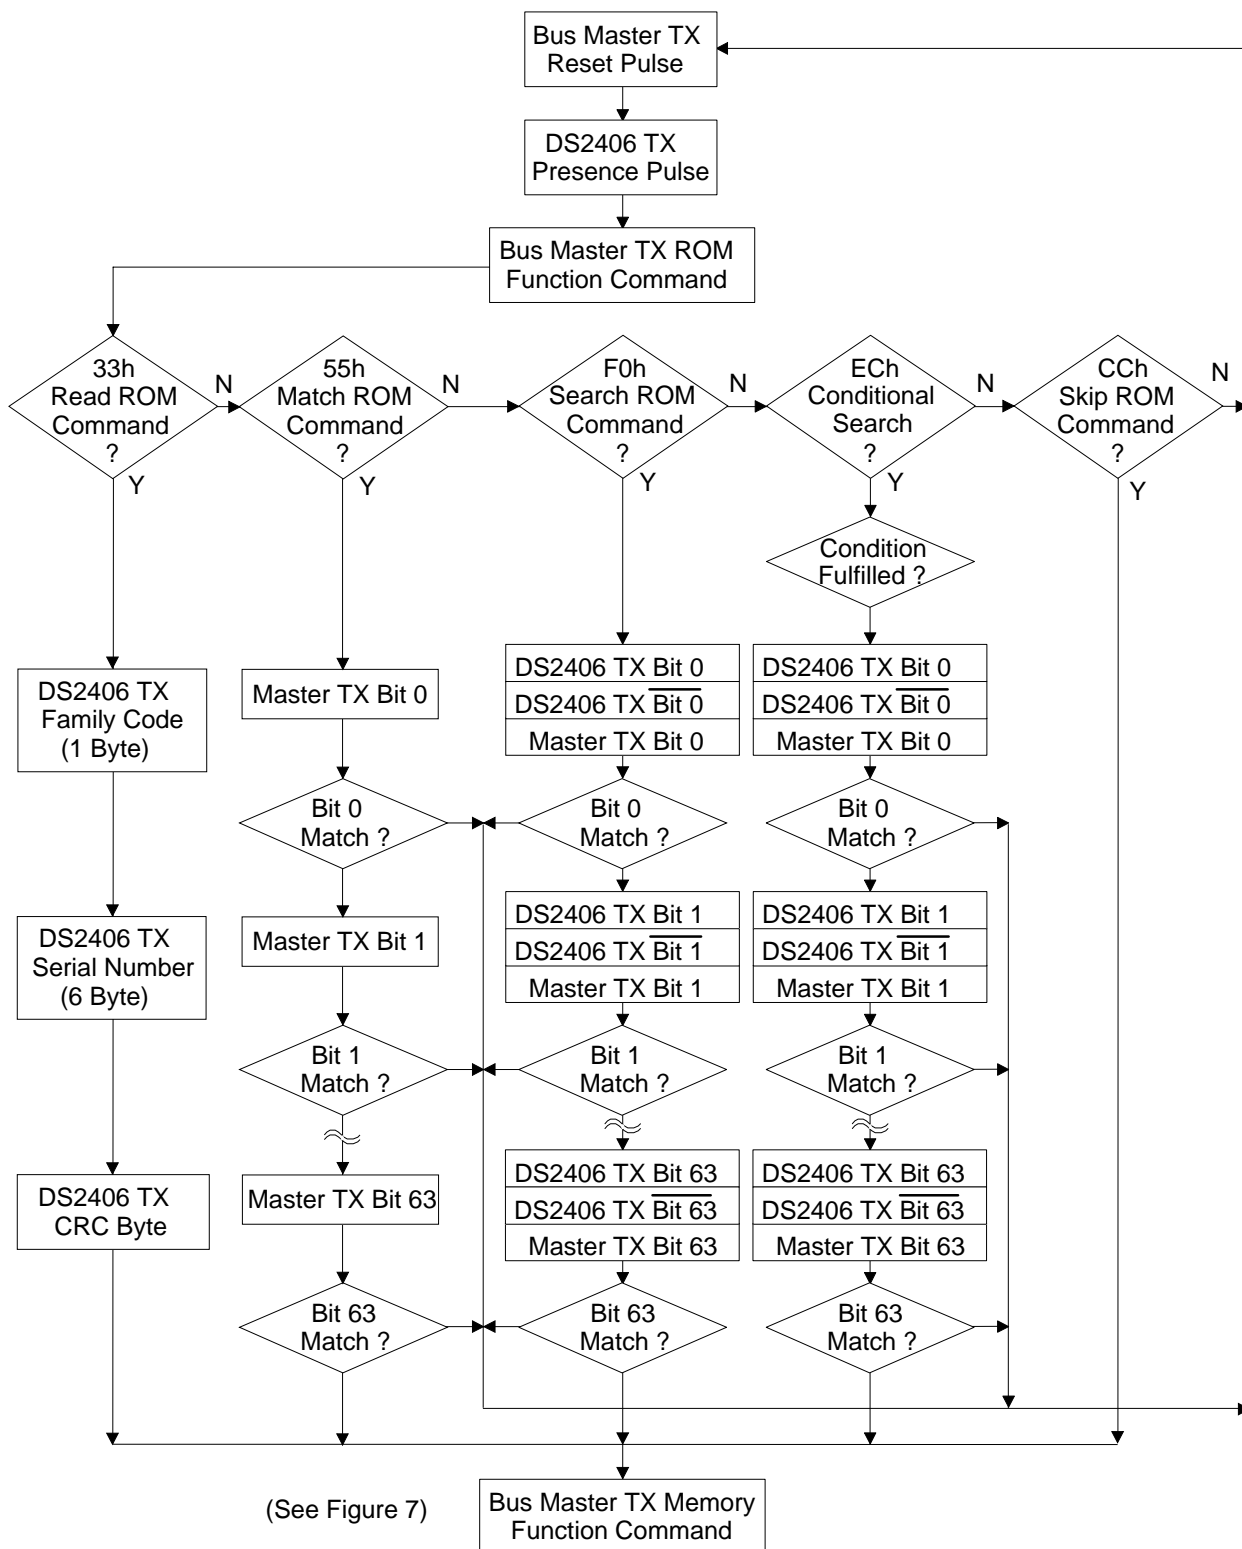 Bus Master TX
Reset Pulse
DS2406 TX
Presence Pulse
Bus Master TX ROM
Function Command
33h
Read ROM
Command
?
N
Y
55h
Match ROM
Command
?
N
Y
F0h
Search ROM
Command
?
N
Y
ECh
Conditional
Search
?
N
Y
CCh
Skip ROM
Command
?
N
Y
Condition
Fulfilled ?
DS2406 TX
Family Code
(1 Byte)
DS2406 TX
Serial Number
(6 Byte)
DS2406 TX
CRC Byte
Master TX Bit 0
Bit 0
Match ?
Master TX Bit 1
Bit 1
Match ?
Master TX Bit 63
Bit 63
Match ?
DS2406 TX Bit 0
DS2406 TX B̅i̅t̅ ̅0̅
Master TX Bit 0
Bit 0
Match ?
DS2406 TX Bit 1
DS2406 TX B̅i̅t̅ ̅1̅
Master TX Bit 1
Bit 1
Match ?
DS2406 TX Bit 63
DS2406 TX B̅i̅t̅ ̅6̅3̅
Master TX Bit 63
Bit 63
Match ?
DS2406 TX Bit 0
DS2406 TX B̅i̅t̅ ̅0̅
Master TX Bit 0
Bit 0
Match ?
DS2406 TX Bit 1
DS2406 TX B̅i̅t̅ ̅1̅
Master TX Bit 1
Bit 1
Match ?
DS2406 TX Bit 63
DS2406 TX B̅i̅t̅ ̅6̅3̅
Master TX Bit 63
Bit 63
Match ?
(See Figure 7)
Bus Master TX Memory
Function Command